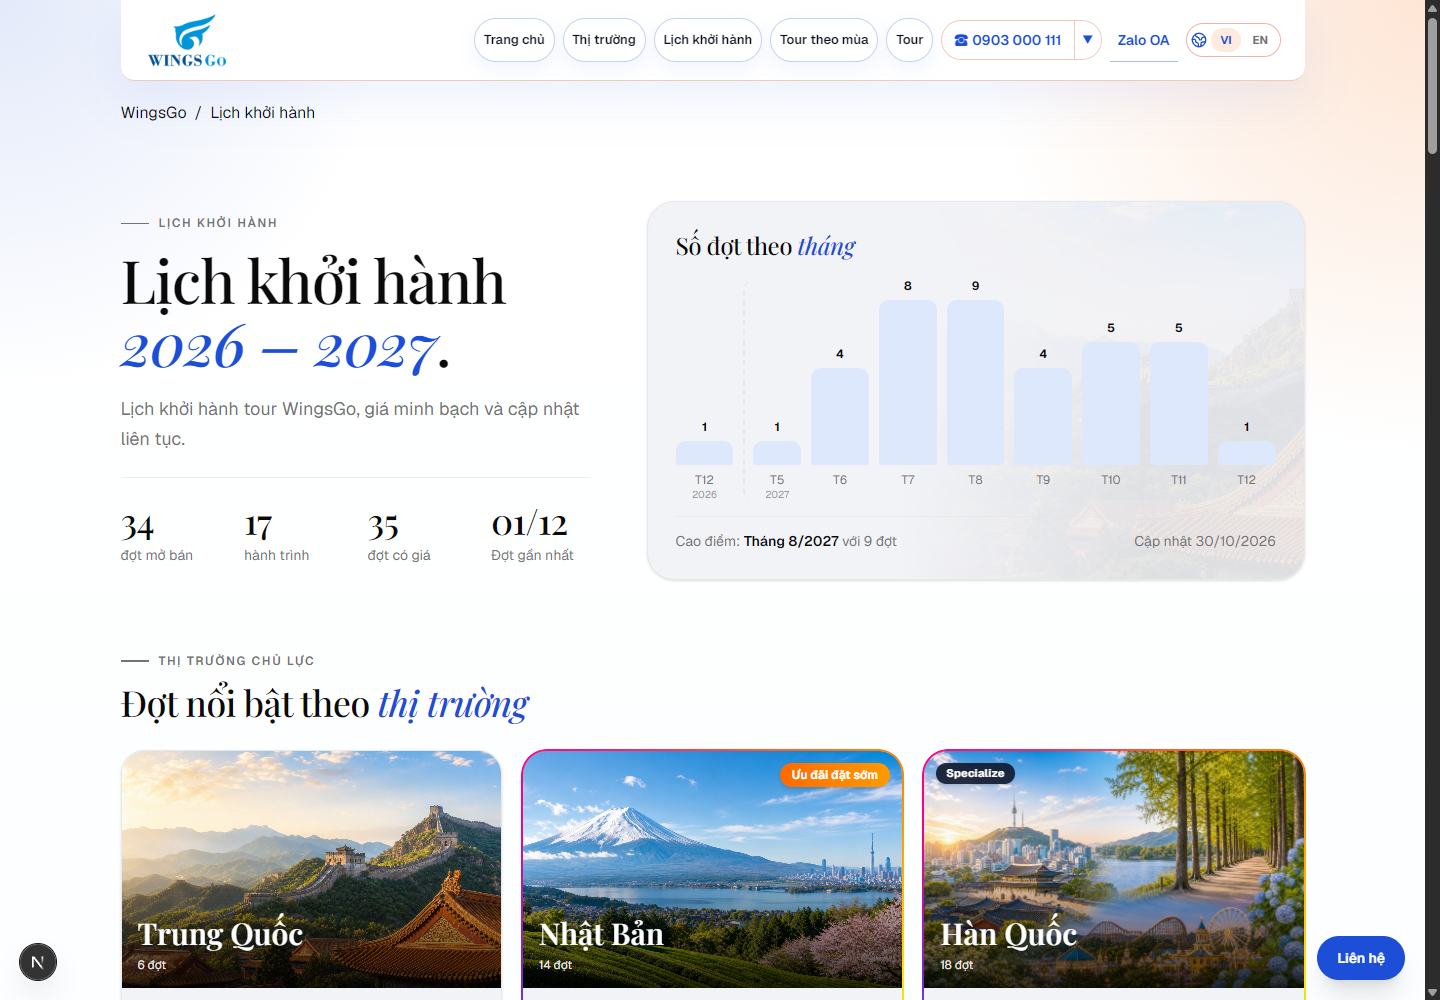 WINGS GO
Trang chủ
Thị trường
Lịch khởi hành
Tour theo mùa
Tour
☎ 0903 000 111
▼
Zalo OA
VI
EN
WingsGo / Lịch khởi hành
LỊCH KHỞI HÀNH
Lịch khởi hành
2026 – 2027.
Lịch khởi hành tour WingsGo, giá minh bạch và cập nhật
liên tục.
34
đợt mở bán
17
hành trình
35
đợt có giá
01/12
Đợt gần nhất
Số đợt theo tháng
1
1
4
8
9
4
5
5
1
T12
2026
T5
2027
T6
T7
T8
T9
T10
T11
T12
Cao điểm: Tháng 8/2027 với 9 đợt
Cập nhật 30/10/2026
THỊ TRƯỜNG CHỦ LỰC
Đợt nổi bật theo thị trường
Trung Quốc
6 đợt
Ưu đãi đặt sớm
Nhật Bản
14 đợt
Specialize
Hàn Quốc
18 đợt
N
Liên hệ